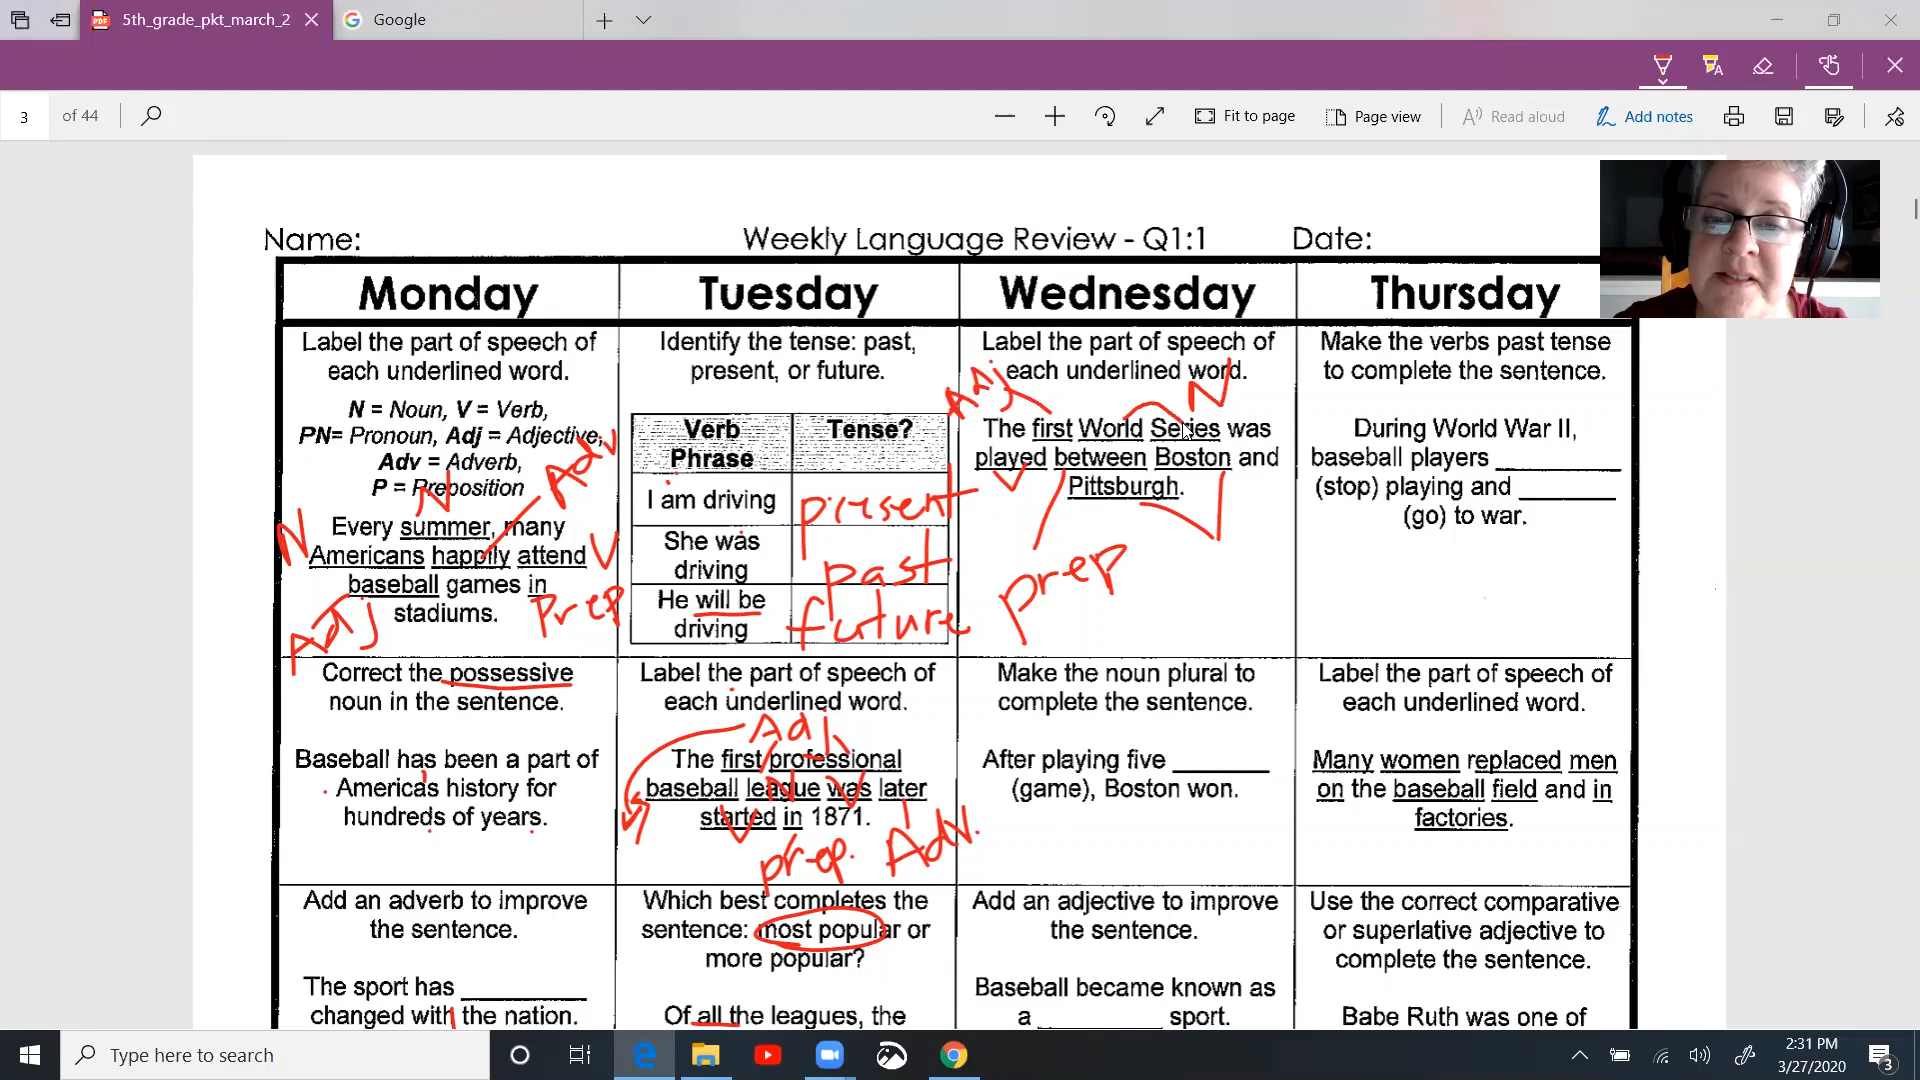 5th_grade_pkt_march_2
Google
3 of 44
Fit to page
Page view
Read aloud
Add notes
Name:
Weekly Language Review - Q1:1
Date:
Monday
Tuesday
Wednesday
Thursday
Label the part of speech of
each underlined word.
N = Noun, V = Verb,
PN= Pronoun, Adj = Adjective,
Adv = Adverb,
P = Preposition
N
Adv
Every summer, many
N
Americans happily attend
V
baseball games in
stadiums.
Adj
Prep
Identify the tense: past,
present, or future.
Verb
Phrase
Tense?
I am driving
present
She was
driving
past
He will be
driving
future
Label the part of speech of
each underlined word.
Adj
N
The first World Series was
played between Boston and
Pittsburgh.
V
prep
Make the verbs past tense
to complete the sentence.
During World War II,
baseball players ________
(stop) playing and ________
(go) to war.
Correct the possessive
noun in the sentence.
Baseball has been a part of
America's history for
hundreds of years.
Label the part of speech of
each underlined word.
Adj
The first professional
baseball league was later
N
V
started in 1871.
V
prep.
Adv.
Make the noun plural to
complete the sentence.
After playing five ________
(game), Boston won.
Label the part of speech of
each underlined word.
Many women replaced men
on the baseball field and in
factories.
Add an adverb to improve
the sentence.
The sport has ________
changed with the nation.
Which best completes the
sentence: most popular or
more popular?
Of all the leagues, the
Add an adjective to improve
the sentence.
Baseball became known as
a ________ sport.
Use the correct comparative
or superlative adjective to
complete the sentence.
Babe Ruth was one of
Type here to search
2:31 PM
3/27/2020
3